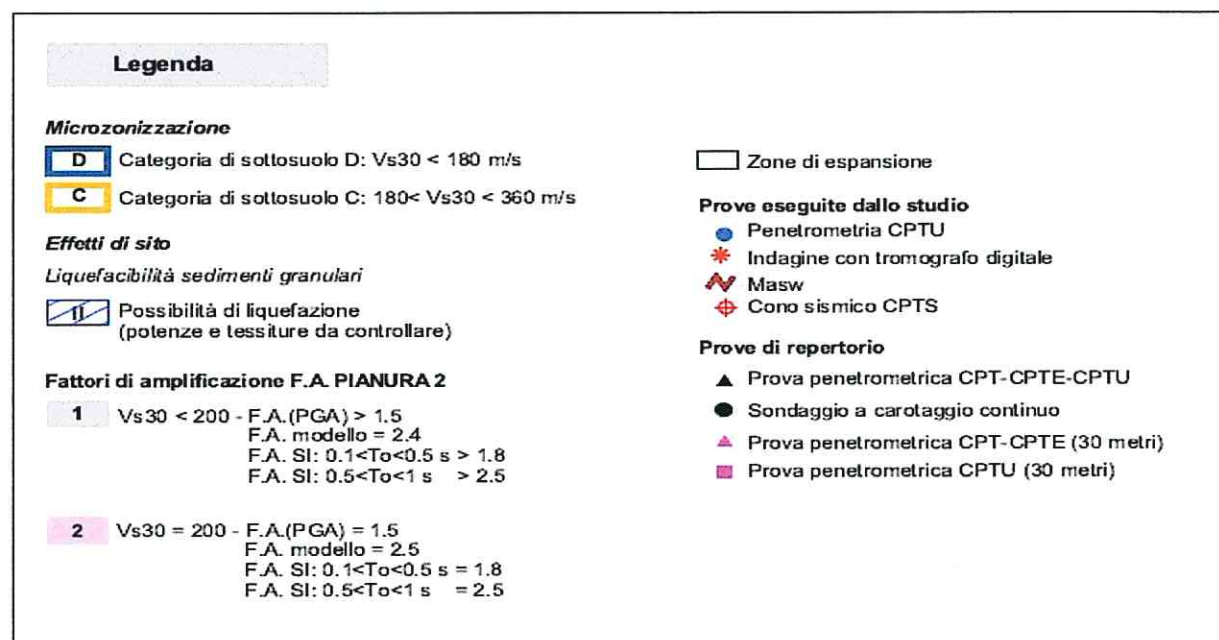 Legenda
Microzonizzazione
D Categoria di sottosuolo D: Vs30 < 180 m/s
C Categoria di sottosuolo C: 180< Vs30 < 360 m/s
Effetti di sito
Liquefacibilità sedimenti granulari
II Possibilità di liquefazione
(potenze e tessiture da controllare)
Fattori di amplificazione F.A. PIANURA 2
1 Vs30 < 200 - F.A.(PGA) > 1.5
F.A. modello = 2.4
F.A. SI: 0.1<To<0.5 s > 1.8
F.A. SI: 0.5<To<1 s > 2.5
2 Vs30 = 200 - F.A.(PGA) = 1.5
F.A. modello = 2.5
F.A. SI: 0.1<To<0.5 s = 1.8
F.A. SI: 0.5<To<1 s = 2.5
Zone di espansione
Prove eseguite dallo studio
Penetrometria CPTU
Indagine con tromografo digitale
Masw
Cono sismico CPTS
Prove di repertorio
Prova penetrometrica CPT-CPTE-CPTU
Sondaggio a carotaggio continuo
Prova penetrometrica CPT-CPTE (30 metri)
Prova penetrometrica CPTU (30 metri)